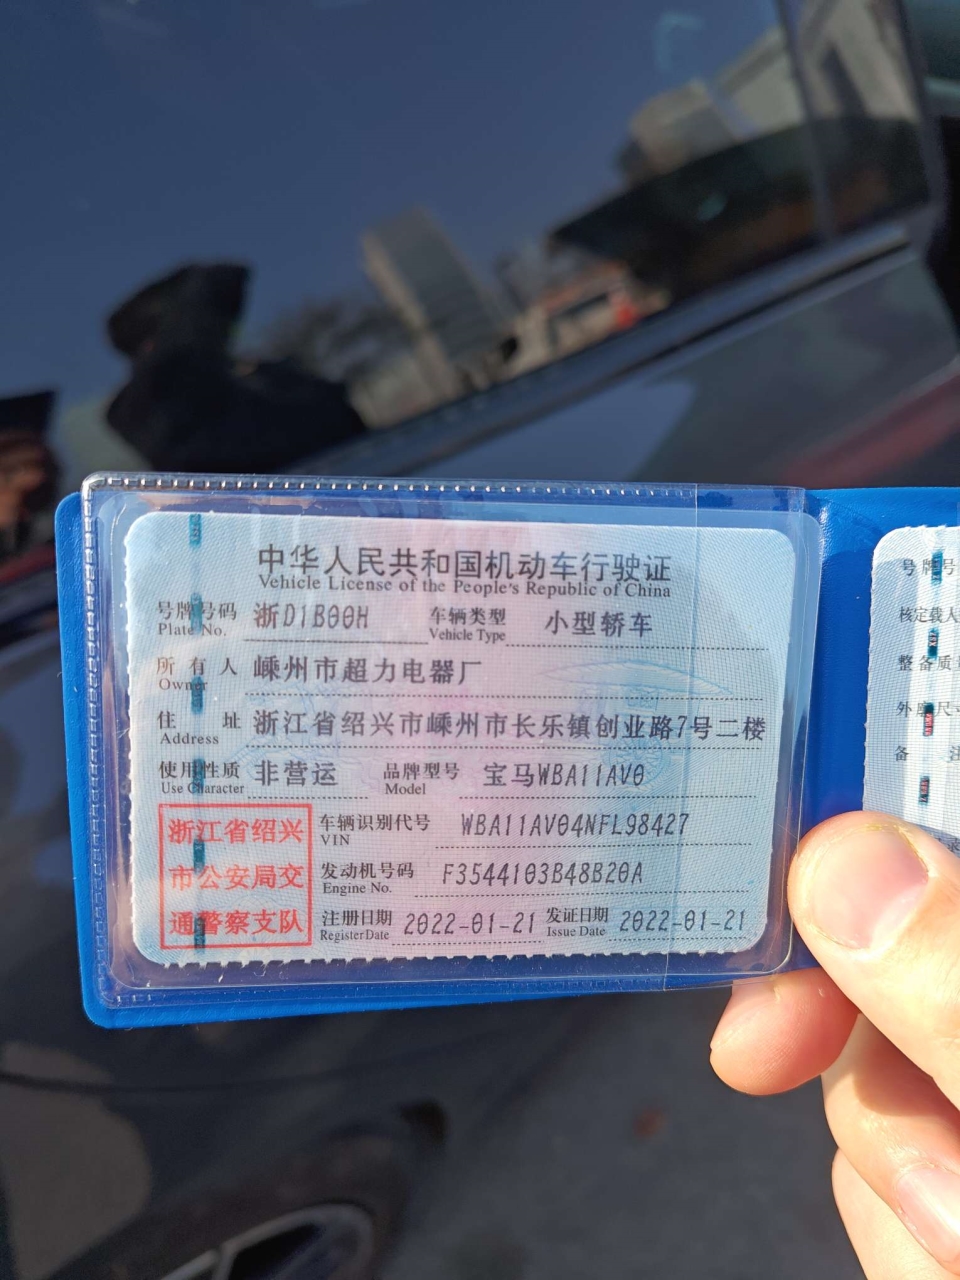 中华人民共和国机动车行驶证
Vehicle License of the People's Republic of China
号牌号码 浙D1B00H 车辆类型 小型轿车
Plate No. Vehicle Type
所有人 嵊州市超力电器厂
Owner
住址 浙江省绍兴市嵊州市长乐镇创业路7号二楼
Address
使用性质 非营运 品牌型号 宝马WBA11AV0
Use Character Model
浙江省绍兴
市公安局交
通警察支队
车辆识别代号 WBA11AV04NFL98427
VIN
发动机号码 F3544103B48B20A
Engine No.
注册日期 2022-01-21 发证日期 2022-01-21
Register Date Issue Date
号牌号
核定载人
整备质量
外廓尺寸
备注